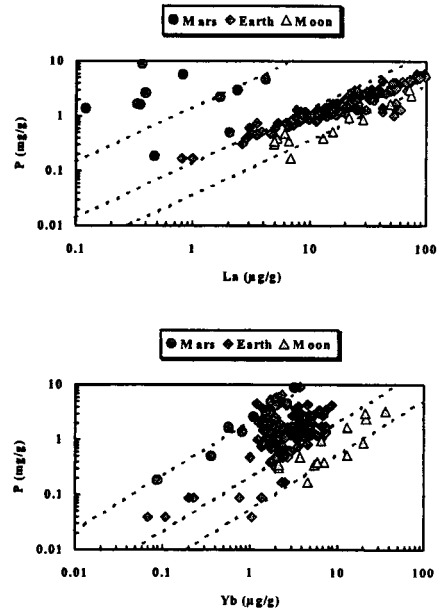 Mars Earth Moon
10
1
0.1
0.01
P (mg/g)
0.1 1 10 100
La (µg/g)
Mars Earth Moon
10
1
0.1
0.01
P (mg/g)
0.01 0.1 1 10 100
Yb (µg/g)